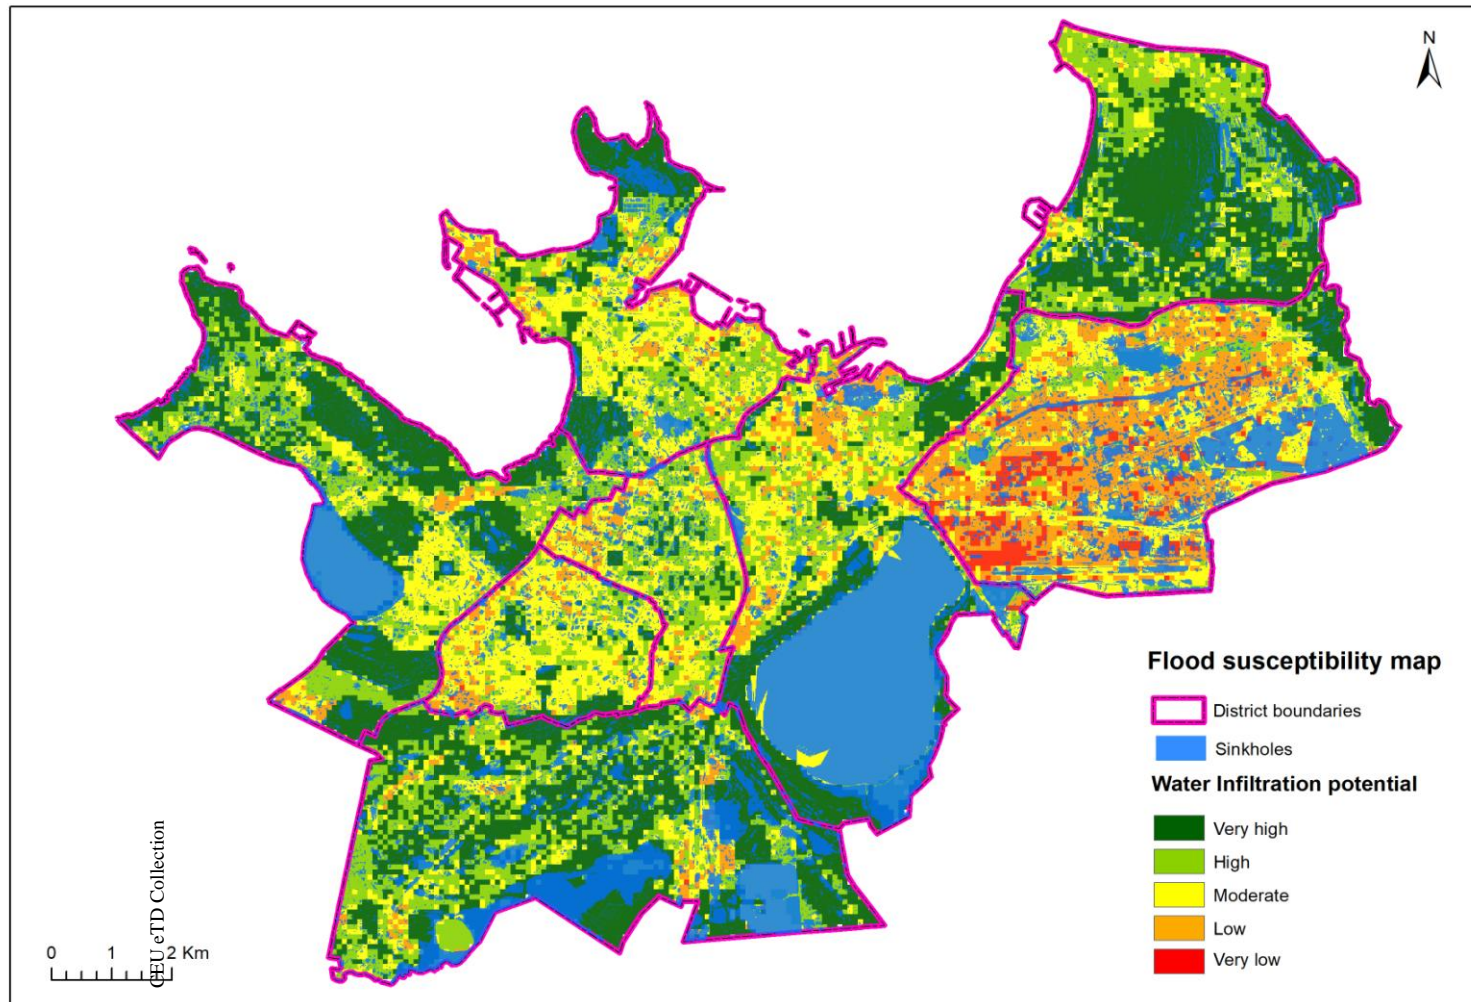 N
Flood susceptibility map
District boundaries
Sinkholes
Water Infiltration potential
Very high
High
Moderate
Low
Very low
0 1 2 Km
CEU eTD Collection